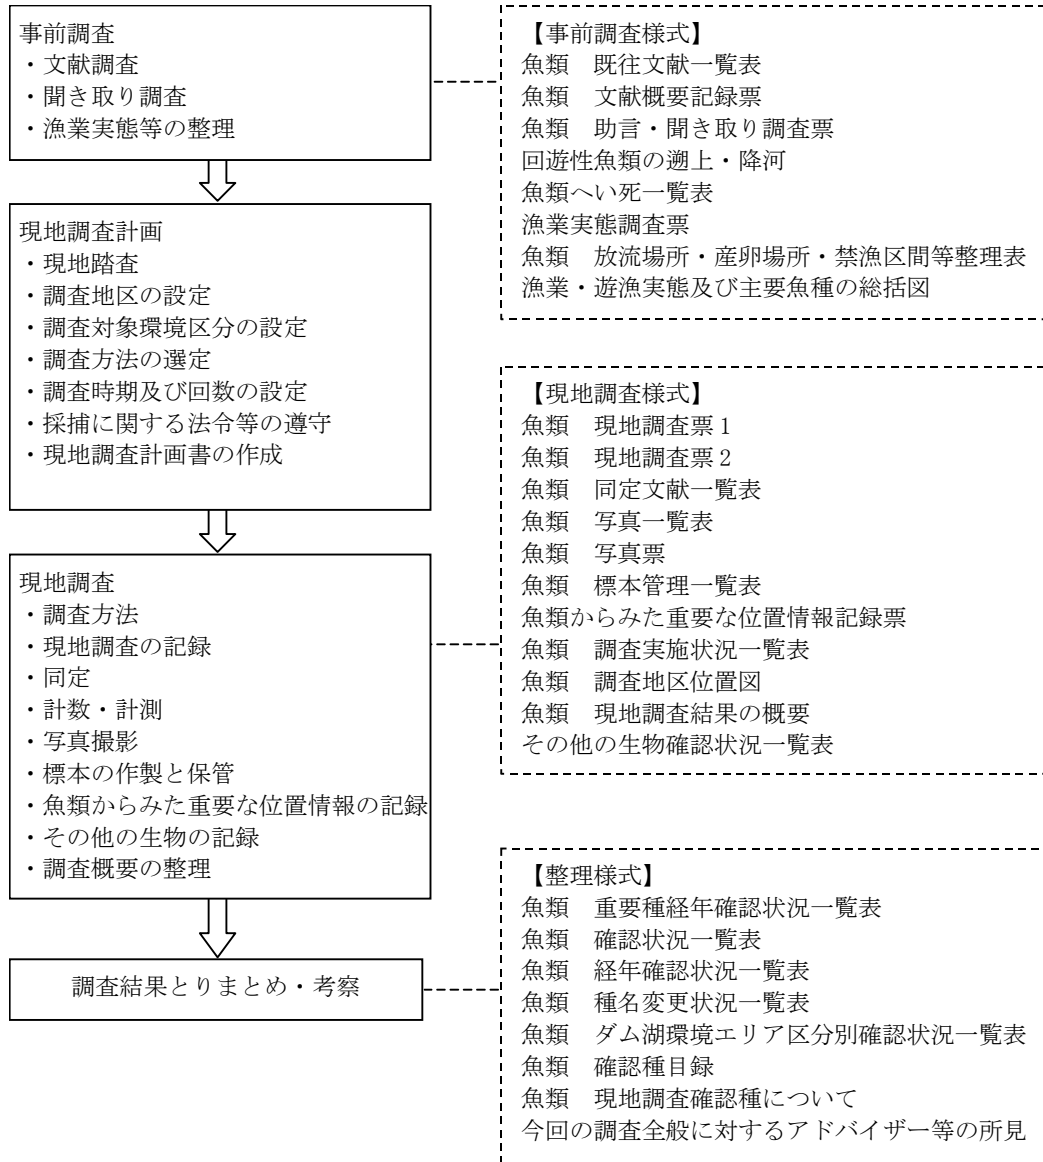 事前調査
・文献調査
・聞き取り調査
・漁業実態等の整理
現地調査計画
・現地踏査
・調査地区の設定
・調査対象環境区分の設定
・調査方法の選定
・調査時期及び回数の設定
・採捕に関する法令等の遵守
・現地調査計画書の作成
現地調査
・調査方法
・現地調査の記録
・同定
・計数・計測
・写真撮影
・標本の作製と保管
・魚類からみた重要な位置情報の記録
・その他の生物の記録
・調査概要の整理
調査結果とりまとめ・考察
【事前調査様式】
魚類　既往文献一覧表
魚類　文献概要記録票
魚類　助言・聞き取り調査票
回遊性魚類の遡上・降河
魚類へい死一覧表
漁業実態調査票
魚類　放流場所・産卵場所・禁漁区間等整理表
漁業・遊漁実態及び主要魚種の総括図
【現地調査様式】
魚類　現地調査票1
魚類　現地調査票2
魚類　同定文献一覧表
魚類　写真一覧表
魚類　写真票
魚類　標本管理一覧表
魚類からみた重要な位置情報記録票
魚類　調査実施状況一覧表
魚類　調査地区位置図
魚類　現地調査結果の概要
その他の生物確認状況一覧表
【整理様式】
魚類　重要種経年確認状況一覧表
魚類　確認状況一覧表
魚類　経年確認状況一覧表
魚類　種名変更状況一覧表
魚類　ダム湖環境エリア区分別確認状況一覧表
魚類　確認種目録
魚類　現地調査確認種について
今回の調査全般に対するアドバイザー等の所見